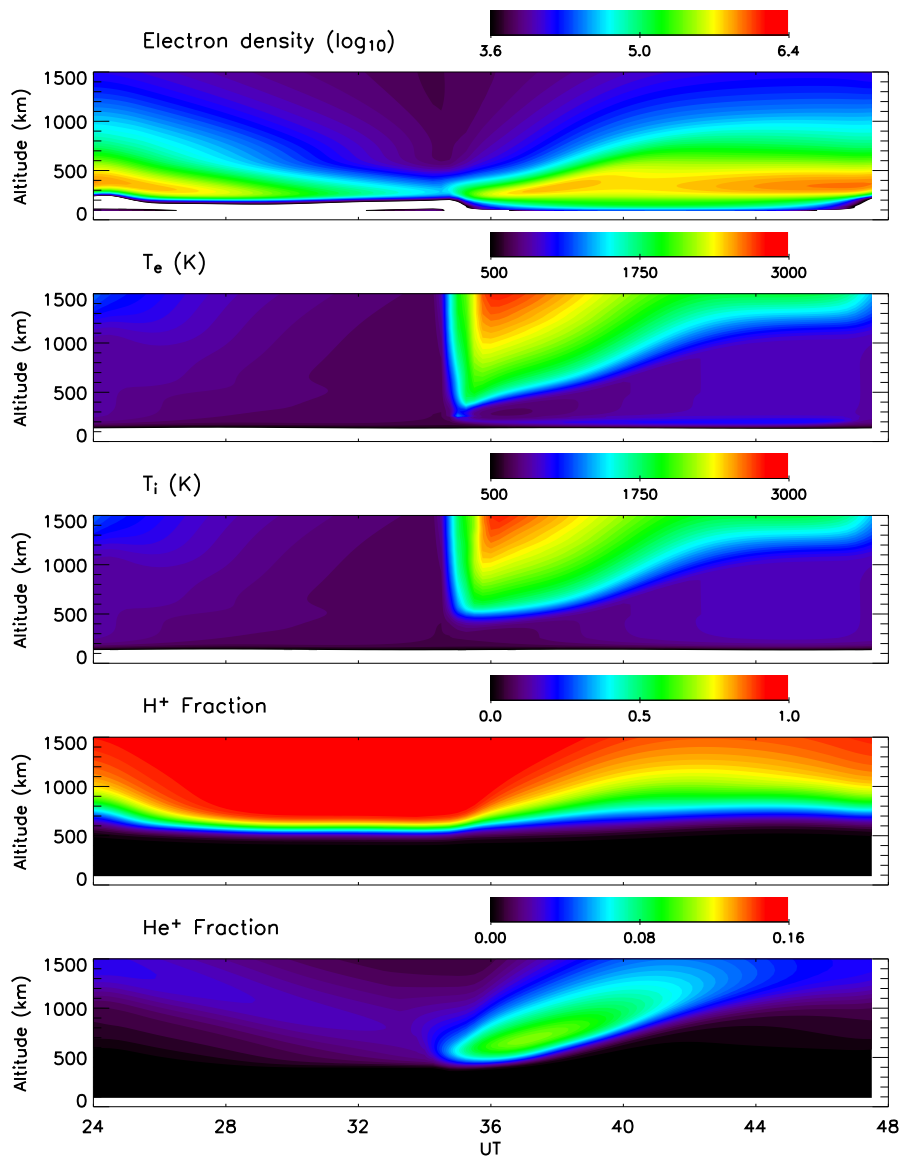 Electron density (log10)
3.6 5.0 6.4
1500
1000
500
0
Altitude (km)
Te (K)
500 1750 3000
1500
1000
500
0
Altitude (km)
Ti (K)
500 1750 3000
1500
1000
500
0
Altitude (km)
H+ Fraction
0.0 0.5 1.0
1500
1000
500
0
Altitude (km)
He+ Fraction
0.00 0.08 0.16
1500
1000
500
0
Altitude (km)
24 28 32 36 40 44 48
UT